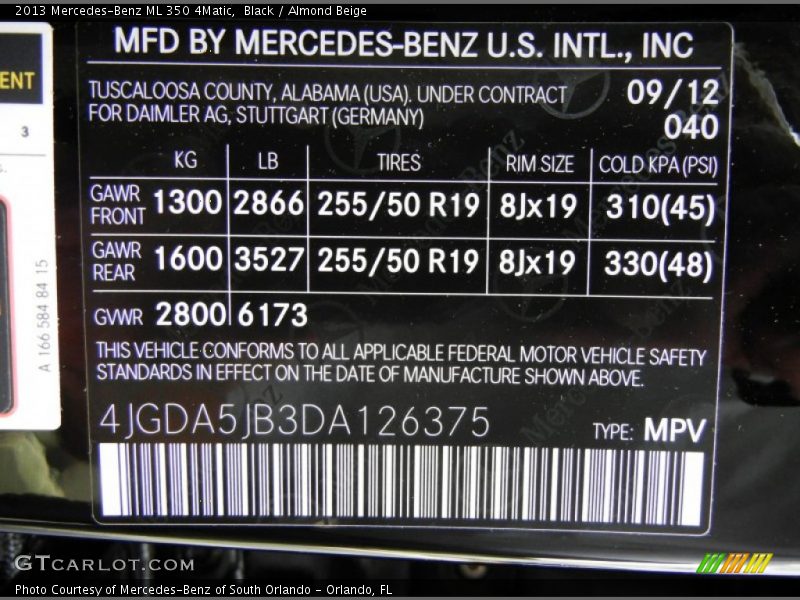 2013 Mercedes-Benz ML 350 4Matic, Black / Almond Beige
MFD BY MERCEDES-BENZ U.S. INTL., INC
TUSCALOOSA COUNTY, ALABAMA (USA). UNDER CONTRACT
FOR DAIMLER AG, STUTTGART (GERMANY)
09/12
040
ENT
3
A 166 584 84 15
KG LB TIRES RIM SIZE COLD KPA (PSI)
GAWR FRONT 1300 2866 255/50 R19 8Jx19 310(45)
GAWR REAR 1600 3527 255/50 R19 8Jx19 330(48)
GVWR 2800 6173
THIS VEHICLE CONFORMS TO ALL APPLICABLE FEDERAL MOTOR VEHICLE SAFETY
STANDARDS IN EFFECT ON THE DATE OF MANUFACTURE SHOWN ABOVE.
4JGDA5JB3DA126375 TYPE: MPV
GTCARLOT.COM
Photo Courtesy of Mercedes-Benz of South Orlando - Orlando, FL